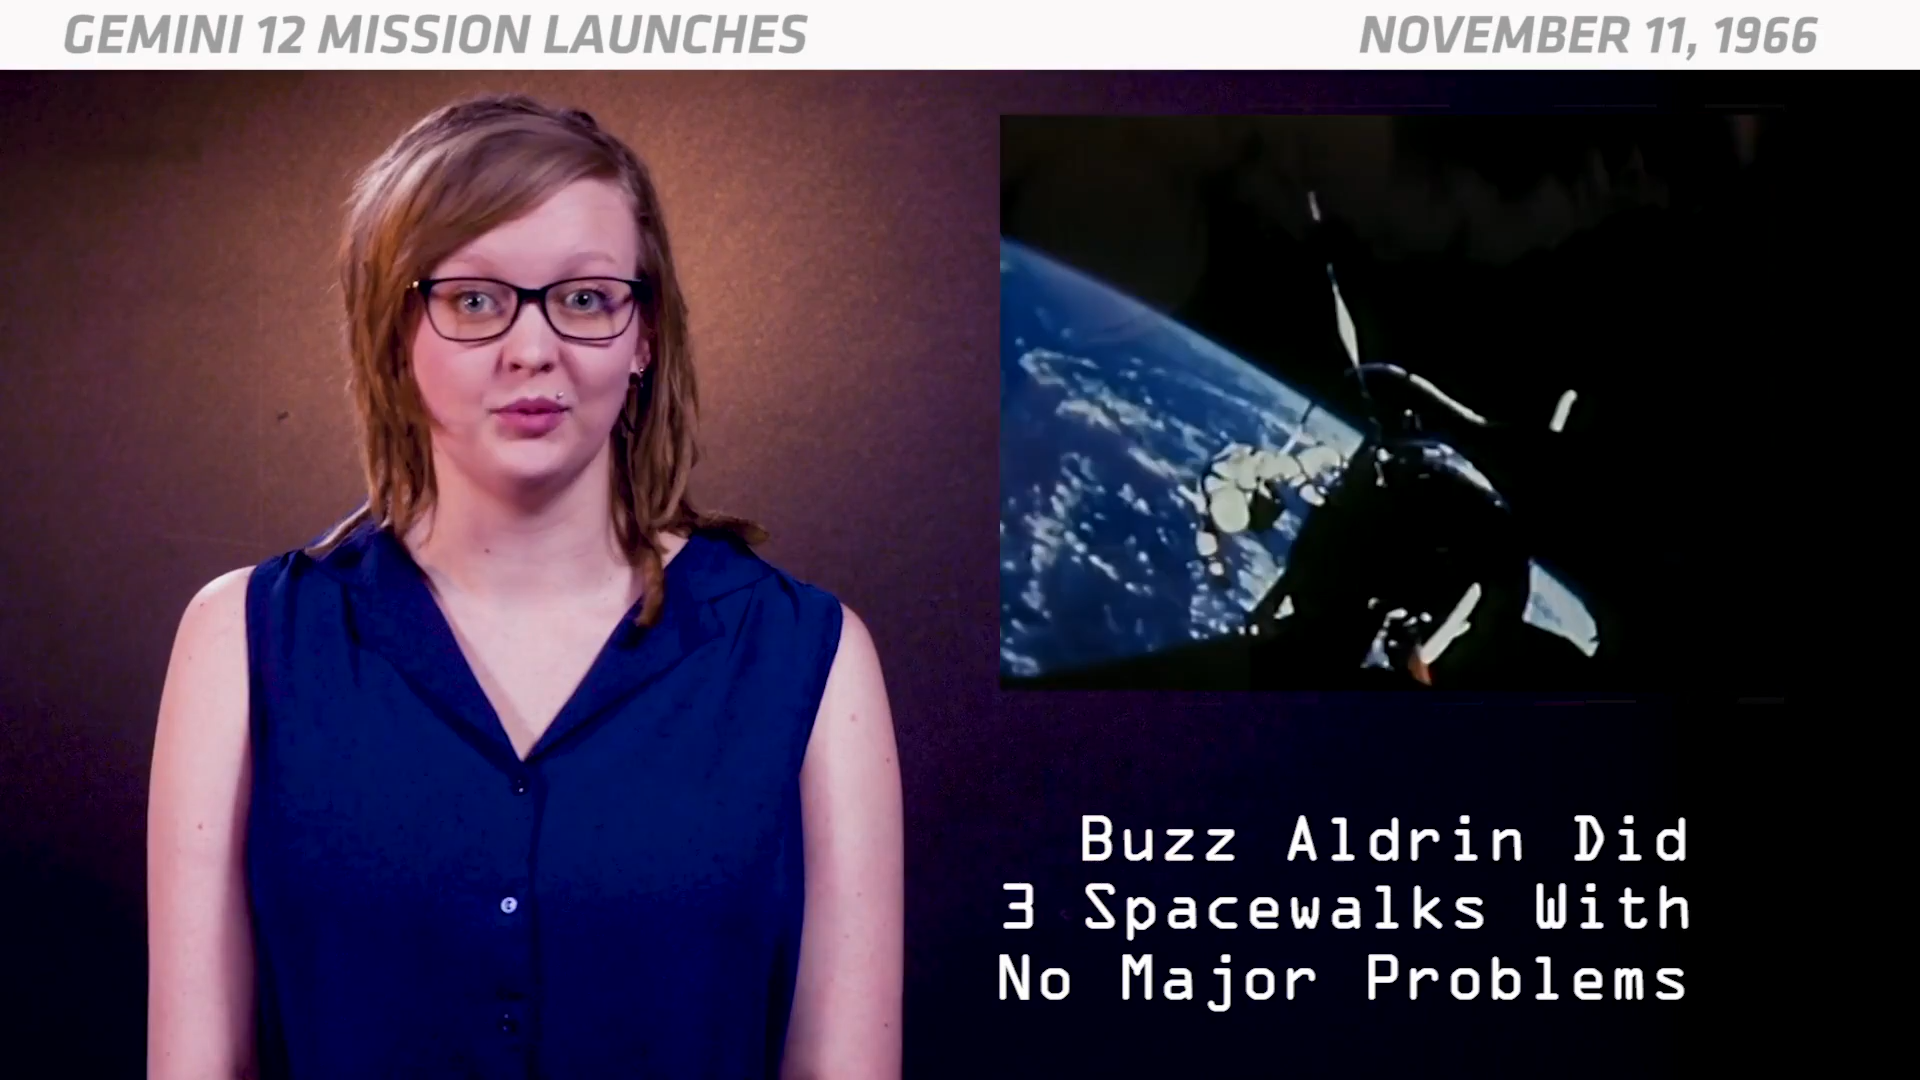 GEMINI 12 MISSION LAUNCHES
NOVEMBER 11, 1966
Buzz Aldrin Did
3 Spacewalks With
No Major Problems